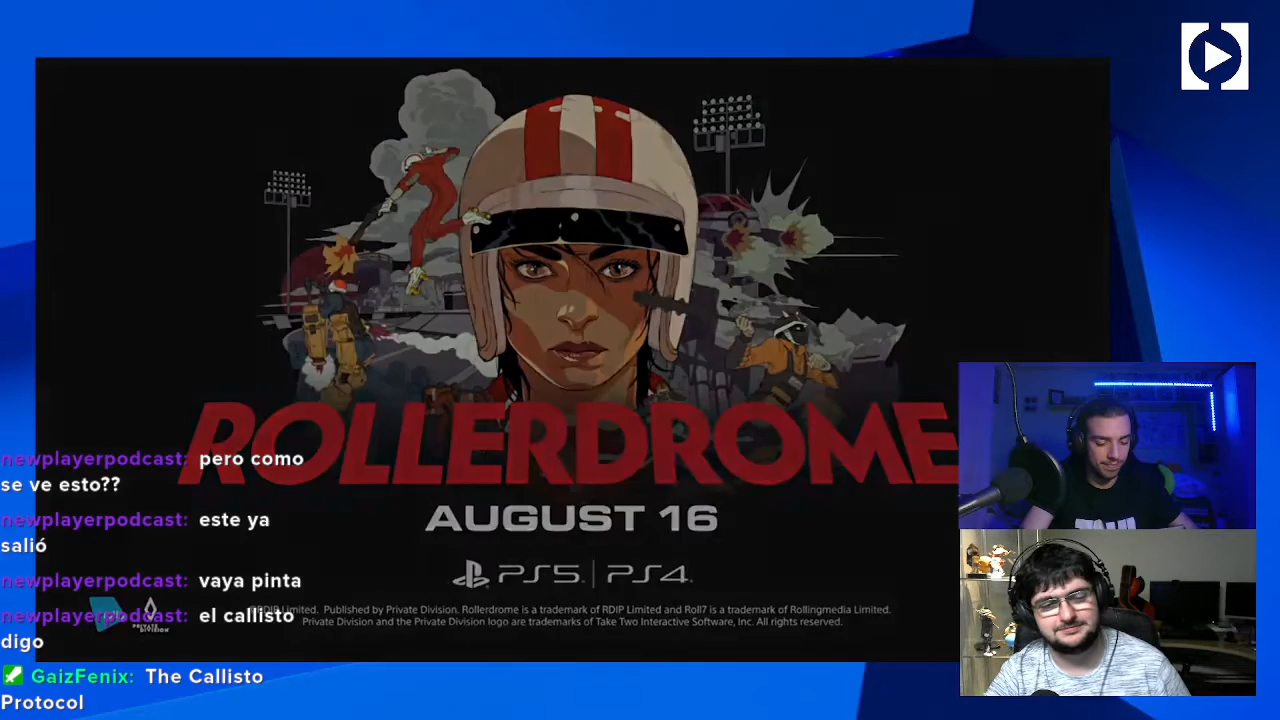 ROLLERDROME
AUGUST 16
PS5 | PS4
Limited. Published by Private Division. Rollerdrome is a trademark of RDIP Limited and Roll7 is a trademark of Rollingmedia Limited.
Private Division and the Private Division logo are trademarks of Take Two Interactive Software, Inc. All rights reserved.
PRIVATE
DIVISION
newplayerpodcast: pero como
se ve esto??
newplayerpodcast: este ya
salió
newplayerpodcast: vaya pinta
newplayerpodcast: el callisto
digo
GaizFenix: The Callisto
Protocol